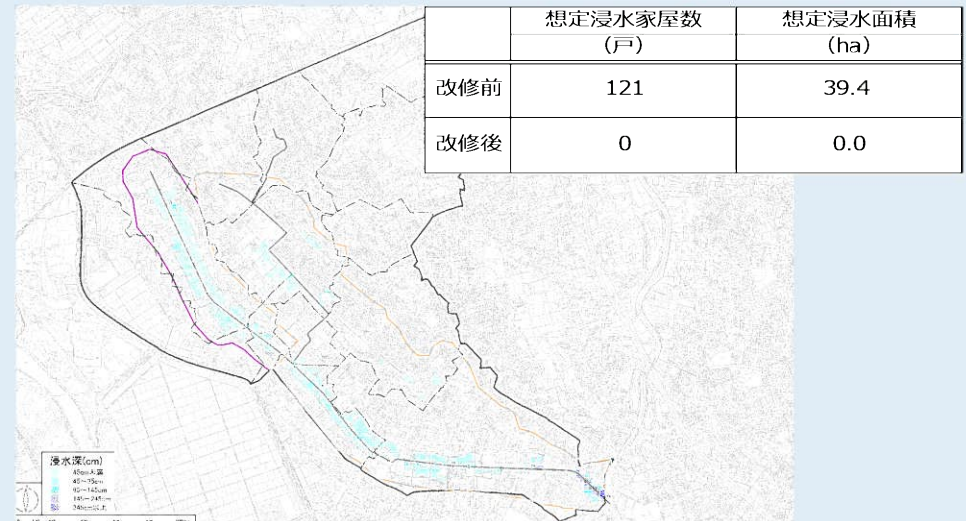 想定浸水家屋数
(戸)
想定浸水面積
(ha)
改修前 121 39.4
改修後 0 0.0
浸水深(cm)